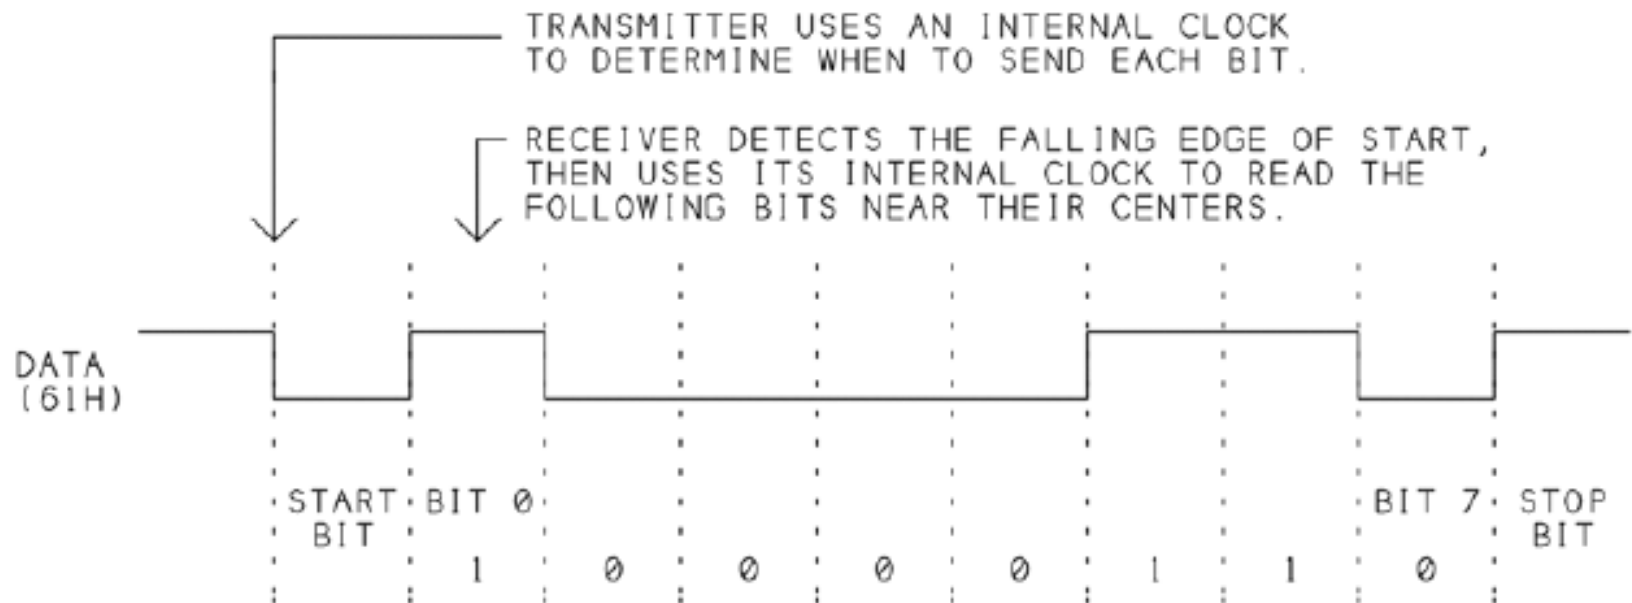 TRANSMITTER USES AN INTERNAL CLOCK
TO DETERMINE WHEN TO SEND EACH BIT.
RECEIVER DETECTS THE FALLING EDGE OF START,
THEN USES ITS INTERNAL CLOCK TO READ THE
FOLLOWING BITS NEAR THEIR CENTERS.
DATA
(61H)
START BIT 0 BIT 7 STOP
BIT BIT
1 0 0 0 0 1 1 0